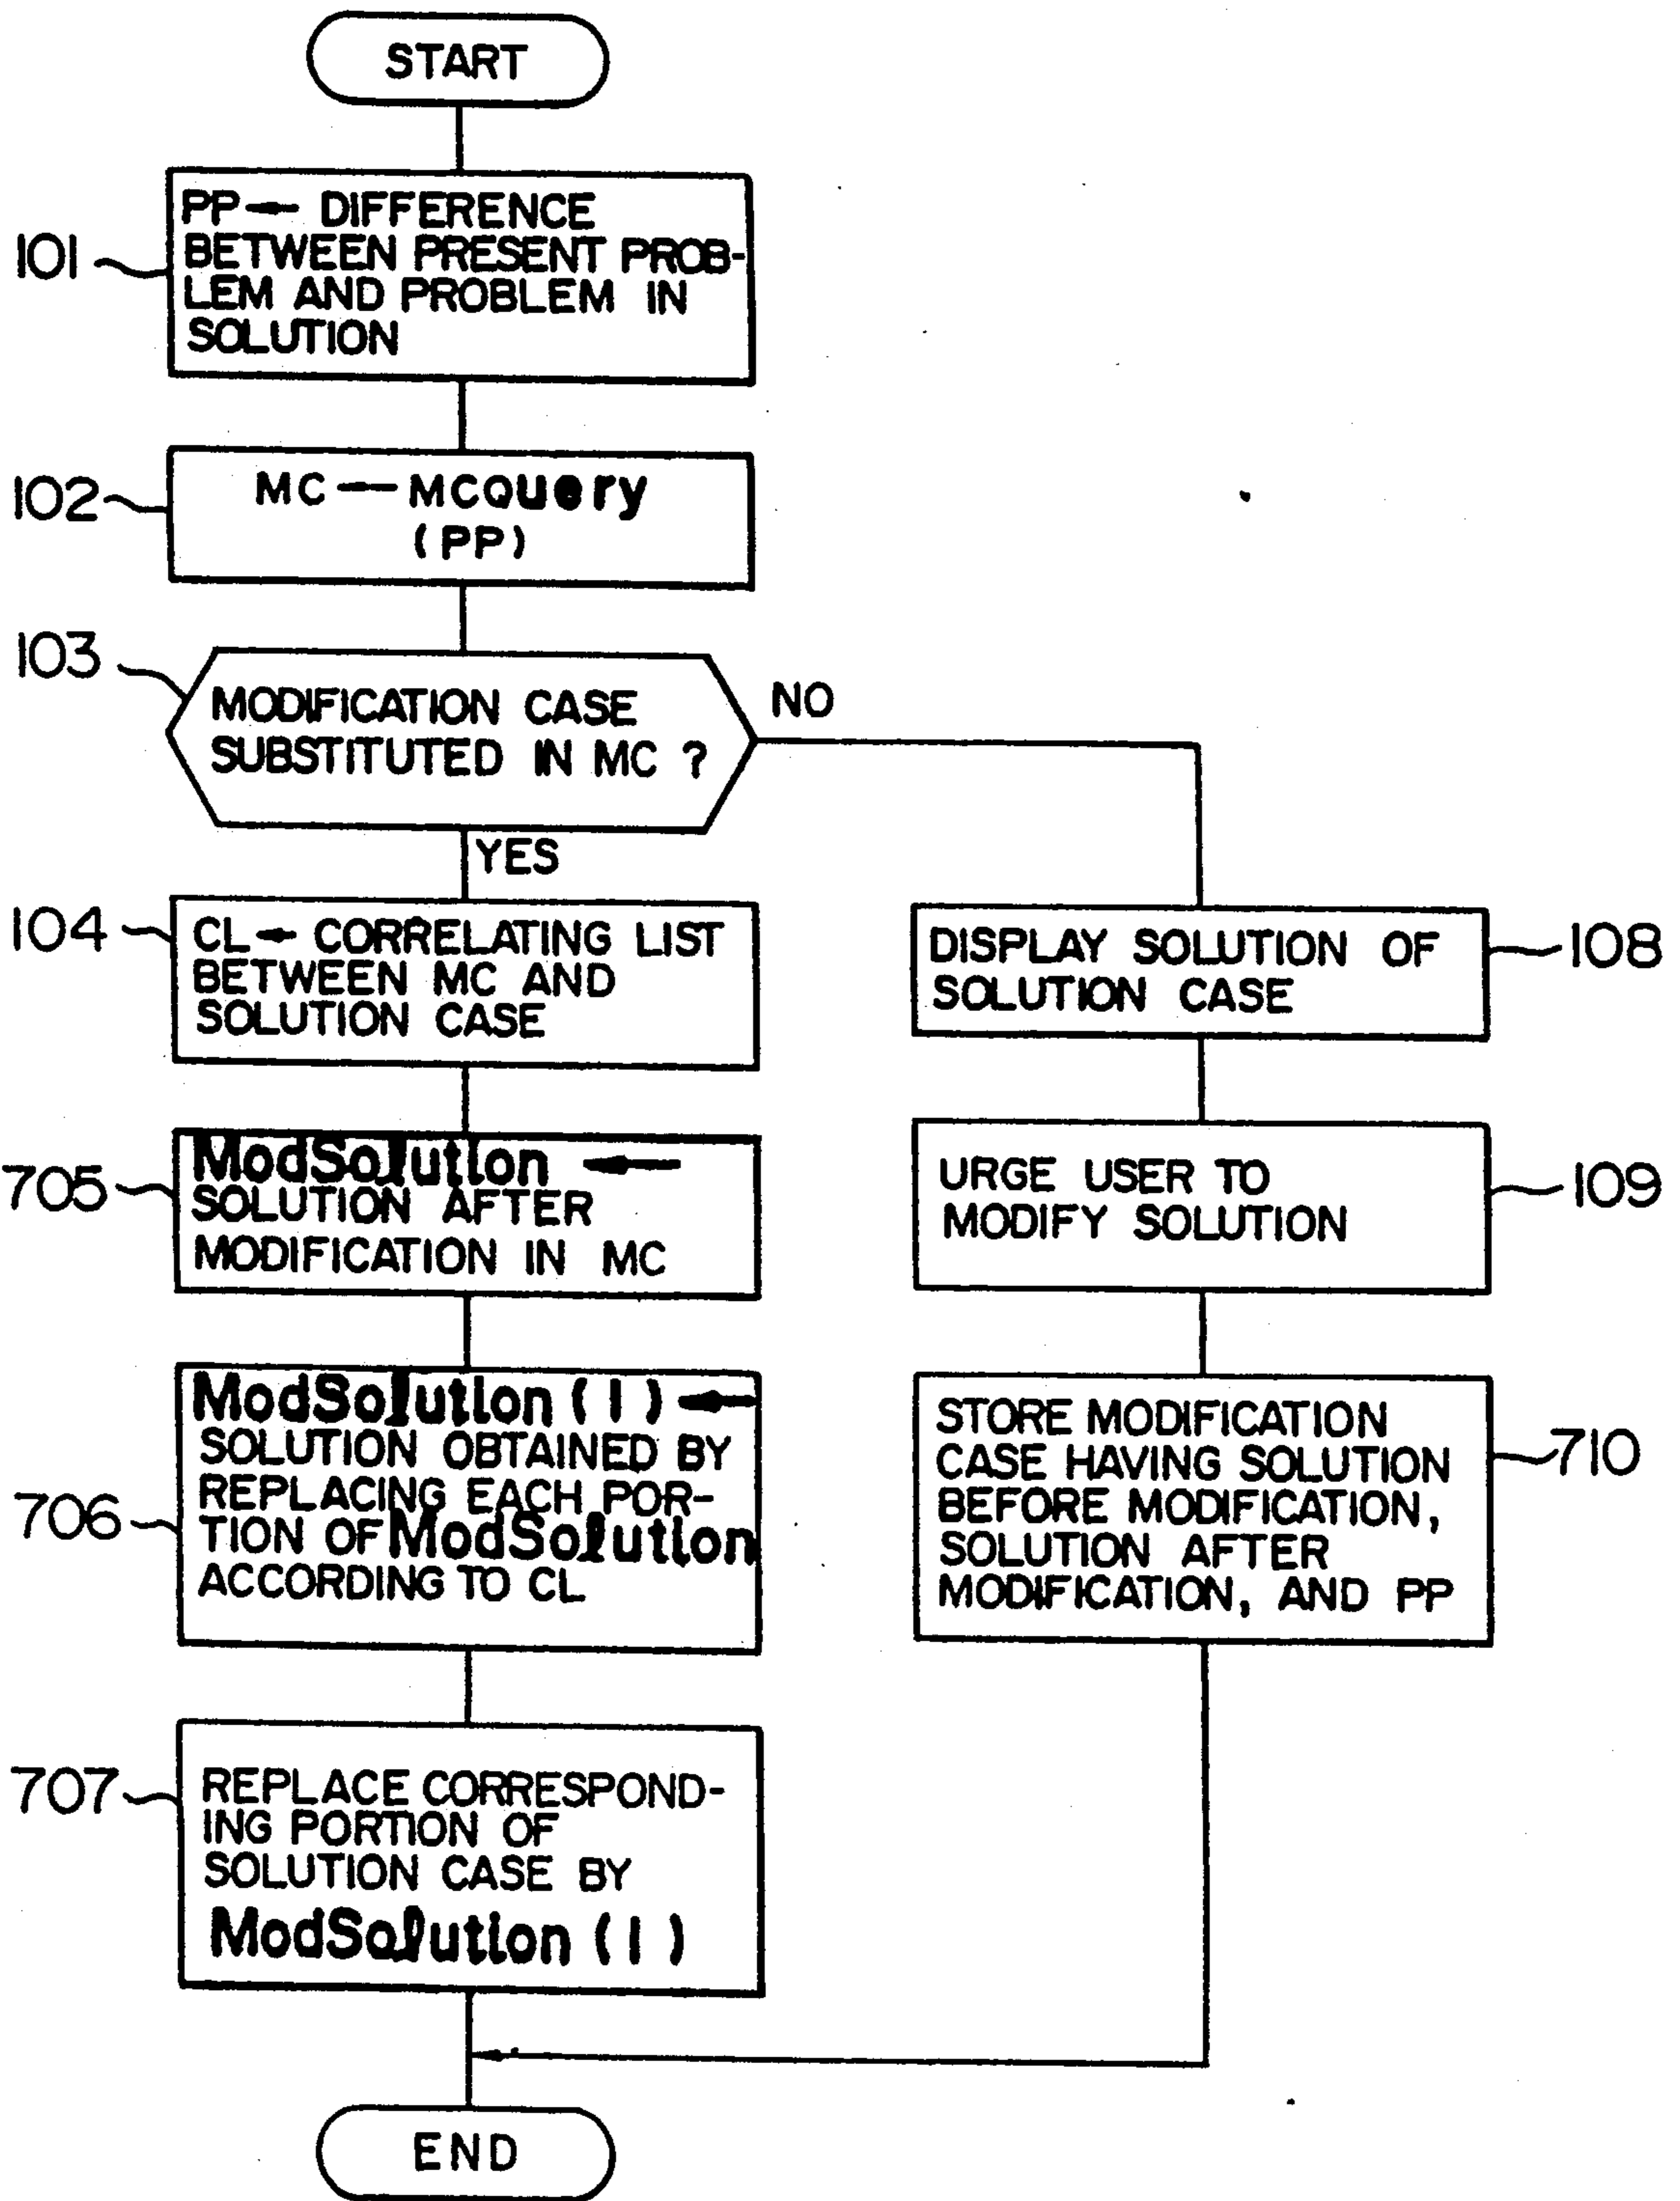 START
101
PP ← DIFFERENCE
BETWEEN PRESENT PROB-
LEM AND PROBLEM IN
SOLUTION
102
MC — MCQuery
(PP)
103
MODIFICATION CASE
SUBSTITUTED IN MC ?
NO
YES
104
CL ← CORRELATING LIST
BETWEEN MC AND
SOLUTION CASE
705
ModSolution ←
SOLUTION AFTER
MODIFICATION IN MC
706
ModSolution (I) ←
SOLUTION OBTAINED BY
REPLACING EACH POR-
TION OF ModSolution
ACCORDING TO CL
707
REPLACE CORRESPOND-
ING PORTION OF
SOLUTION CASE BY
ModSolution (I)
108
DISPLAY SOLUTION OF
SOLUTION CASE
109
URGE USER TO
MODIFY SOLUTION
710
STORE MODIFICATION
CASE HAVING SOLUTION
BEFORE MODIFICATION,
SOLUTION AFTER
MODIFICATION, AND PP
END